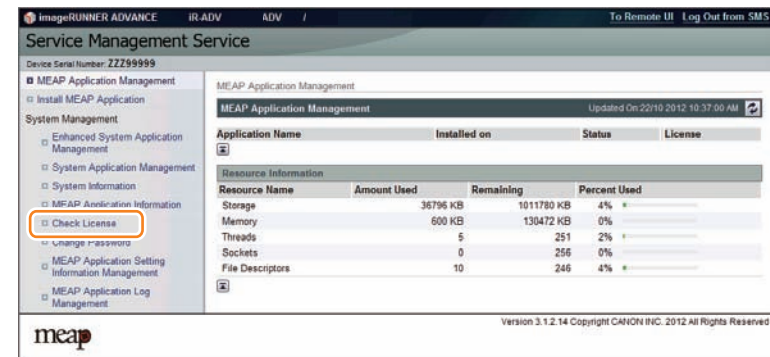 imageRUNNER ADVANCE iR-ADV ADV / To Remote UI Log Out from SMS
Service Management Service
Device Serial Number: ZZZ99999
MEAP Application Management
Install MEAP Application
System Management
Enhanced System Application
Management
System Application Management
System Information
MEAP Application Information
Check License
Change Password
MEAP Application Setting
Information Management
MEAP Application Log
Management
MEAP Application Management
MEAP Application Management Updated On:22/10 2012 10:37:00 AM
Application Name Installed on Status License
Resource Information
Resource Name Amount Used Remaining Percent Used
Storage 36796 KB 1011780 KB 4%
Memory 600 KB 130472 KB 0%
Threads 5 251 2%
Sockets 0 256 0%
File Descriptors 10 246 4%
Version 3.1.2.14 Copyright CANON INC. 2012 All Rights Reserved
meap